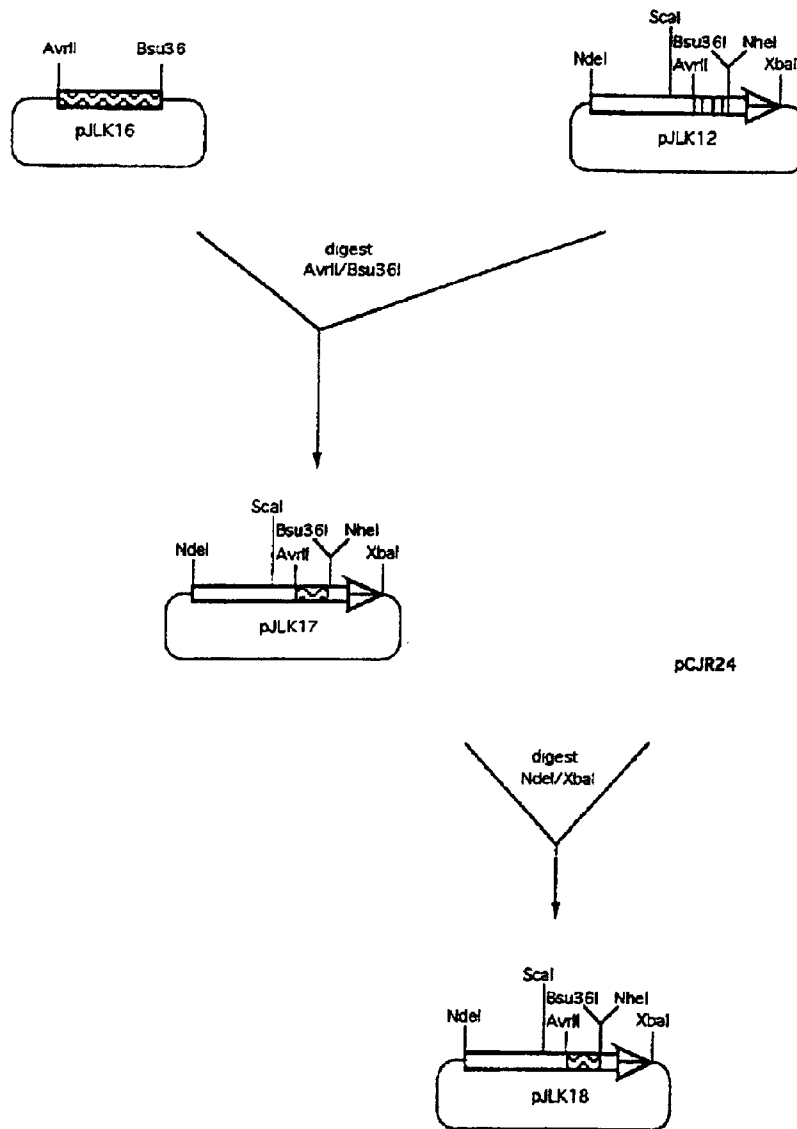 AvrII Bsu36
pJLK16
ScaI
Bsu36I NheI
NdeI AvrII XbaI
pJLK12
digest
AvrII/Bsu36I
ScaI
Bsu36I NheI
NdeI AvrII XbaI
pJLK17
pCJR24
digest
NdeI/XbaI
ScaI
Bsu36I NheI
NdeI AvrII XbaI
pJLK18